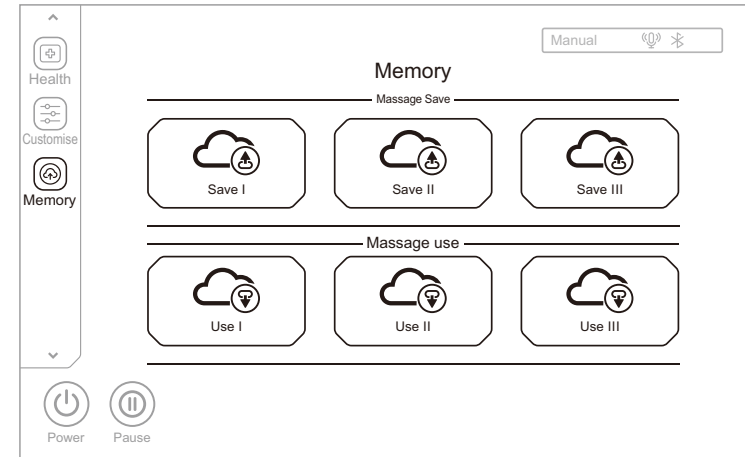 Manual
Health
Memory
Massage Save
Customise
Save I
Save II
Save III
Memory
Massage use
Use I
Use II
Use III
Power
Pause